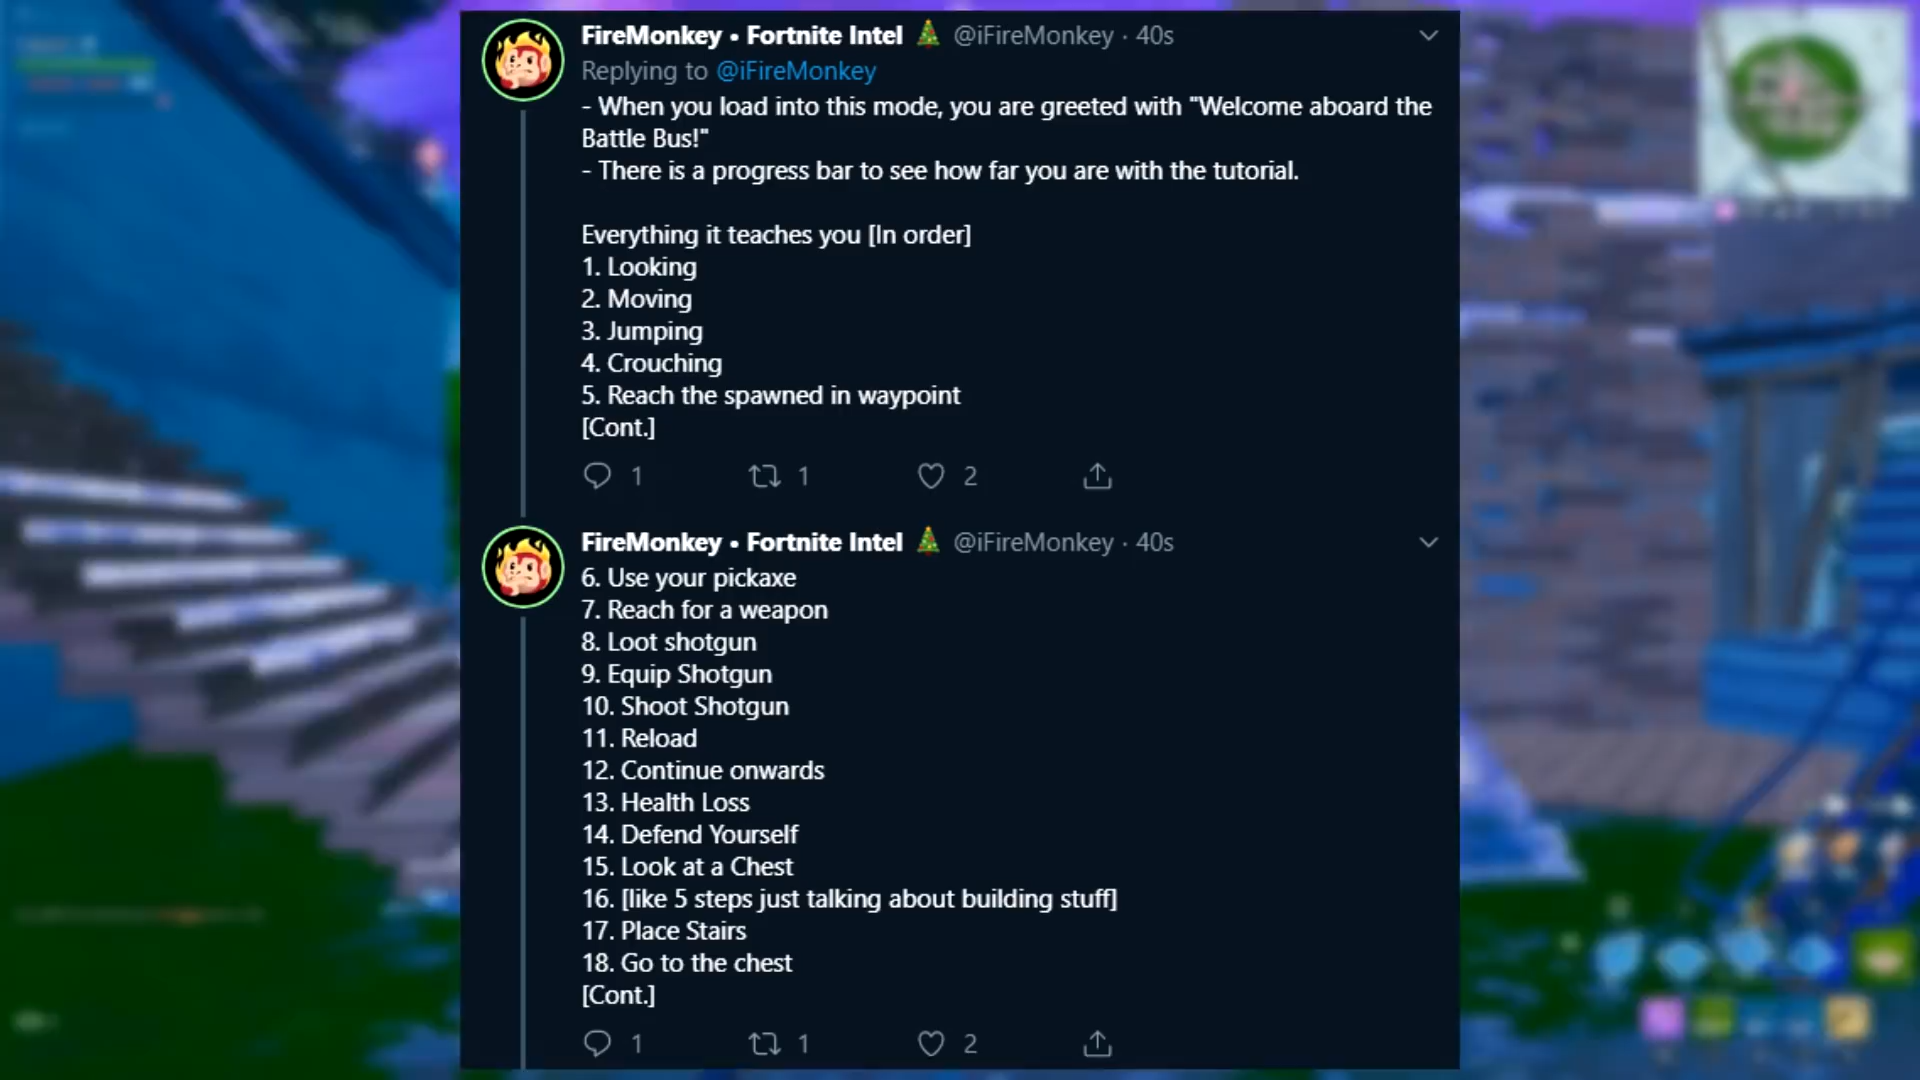 FireMonkey • Fortnite Intel 🎄 @iFireMonkey · 40s
Replying to @iFireMonkey
- When you load into this mode, you are greeted with "Welcome aboard the
Battle Bus!"
- There is a progress bar to see how far you are with the tutorial.
Everything it teaches you [In order]
1. Looking
2. Moving
3. Jumping
4. Crouching
5. Reach the spawned in waypoint
[Cont.]
1 1 2
FireMonkey • Fortnite Intel 🎄 @iFireMonkey · 40s
6. Use your pickaxe
7. Reach for a weapon
8. Loot shotgun
9. Equip Shotgun
10. Shoot Shotgun
11. Reload
12. Continue onwards
13. Health Loss
14. Defend Yourself
15. Look at a Chest
16. [like 5 steps just talking about building stuff]
17. Place Stairs
18. Go to the chest
[Cont.]
1 1 2